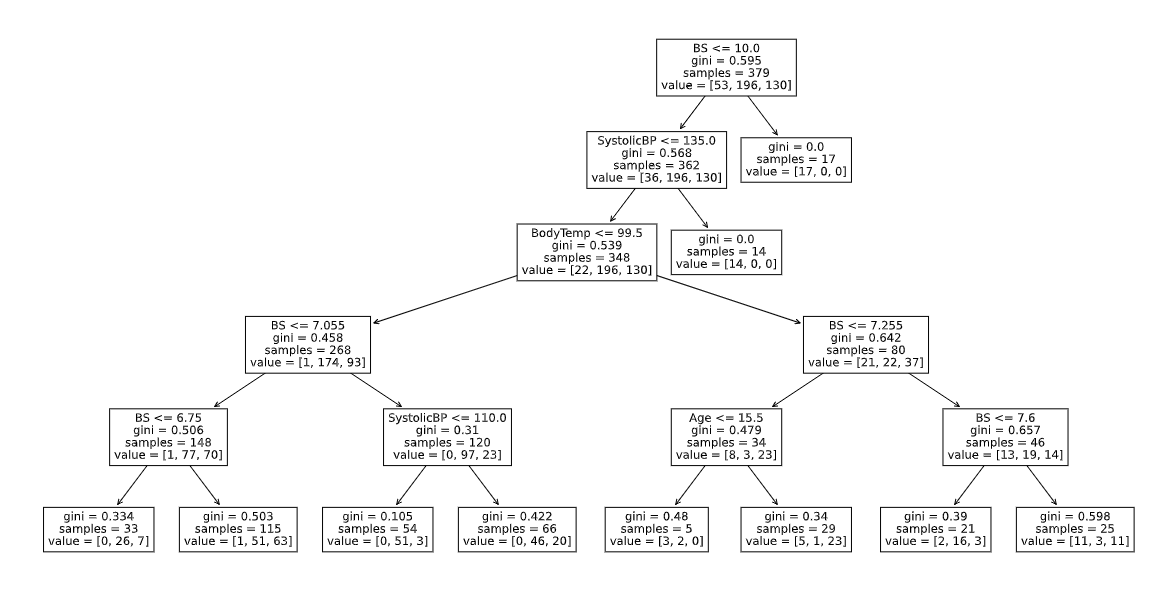 BS <= 10.0
gini = 0.595
samples = 379
value = [53, 196, 130]
SystolicBP <= 135.0
gini = 0.568
samples = 362
value = [36, 196, 130]
gini = 0.0
samples = 17
value = [17, 0, 0]
BodyTemp <= 99.5
gini = 0.539
samples = 348
value = [22, 196, 130]
gini = 0.0
samples = 14
value = [14, 0, 0]
BS <= 7.055
gini = 0.458
samples = 268
value = [1, 174, 93]
BS <= 7.255
gini = 0.642
samples = 80
value = [21, 22, 37]
BS <= 6.75
gini = 0.506
samples = 148
value = [1, 77, 70]
SystolicBP <= 110.0
gini = 0.31
samples = 120
value = [0, 97, 23]
Age <= 15.5
gini = 0.479
samples = 34
value = [8, 3, 23]
BS <= 7.6
gini = 0.657
samples = 46
value = [13, 19, 14]
gini = 0.334
samples = 33
value = [0, 26, 7]
gini = 0.503
samples = 115
value = [1, 51, 63]
gini = 0.105
samples = 54
value = [0, 51, 3]
gini = 0.422
samples = 66
value = [0, 46, 20]
gini = 0.48
samples = 5
value = [3, 2, 0]
gini = 0.34
samples = 29
value = [5, 1, 23]
gini = 0.39
samples = 21
value = [2, 16, 3]
gini = 0.598
samples = 25
value = [11, 3, 11]